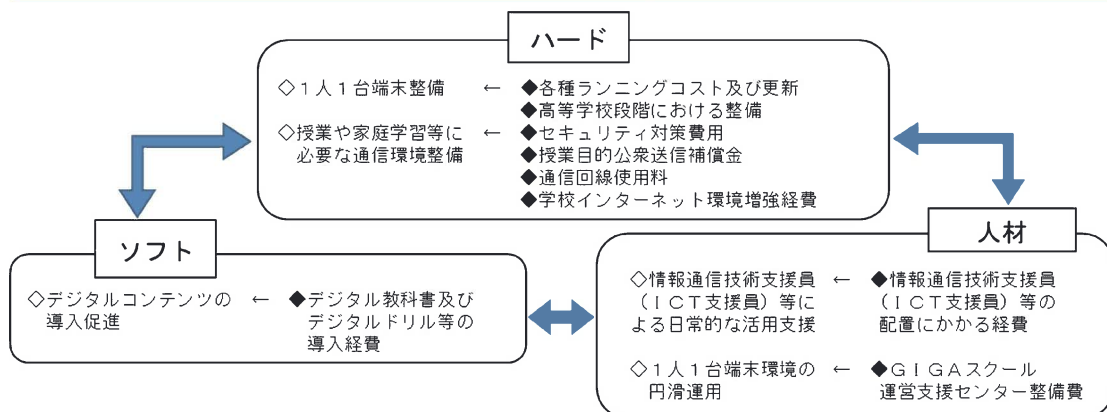 ハード
◇１人１台端末整備 ← ◆各種ランニングコスト及び更新
◆高等学校段階における整備
◇授業や家庭学習等に ← ◆セキュリティ対策費用
必要な通信環境整備 ◆授業目的公衆送信補償金
◆通信回線使用料
◆学校インターネット環境増強経費
ソフト
◇デジタルコンテンツの ← ◆デジタル教科書及び
導入促進 デジタルドリル等の
導入経費
人材
◇情報通信技術支援員 ← ◆情報通信技術支援員
（ＩＣＴ支援員）等に （ＩＣＴ支援員）等の
よる日常的な活用支援 配置にかかる経費
◇１人１台端末環境の ← ◆ＧＩＧＡスクール
円滑運用 運営支援センター整備費